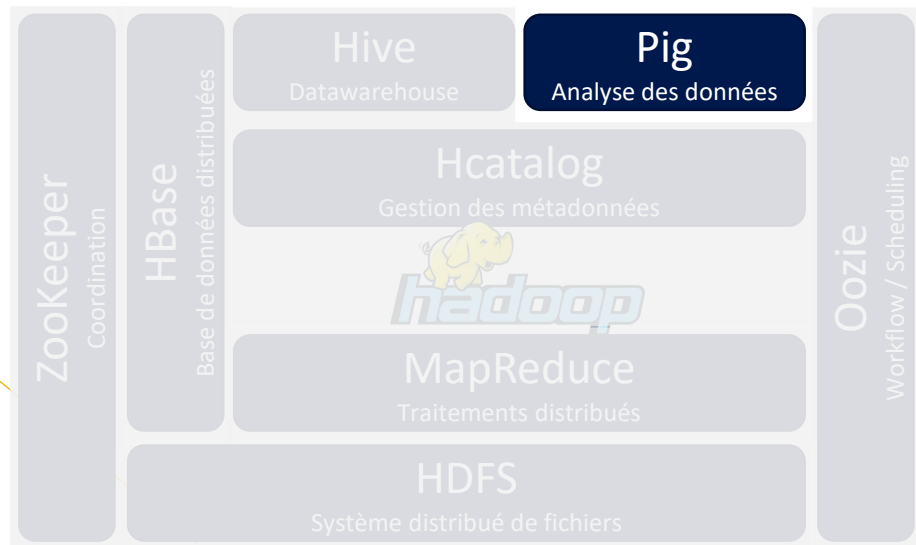 Hive
Datawarehouse
Pig
Analyse des données
Hcatalog
Gestion des métadonnées
ZooKeeper
Coordination
HBase
Base de données distribuées
hadoop
Oozie
Workflow / Scheduling
MapReduce
Traitements distribués
HDFS
Système distribué de fichiers